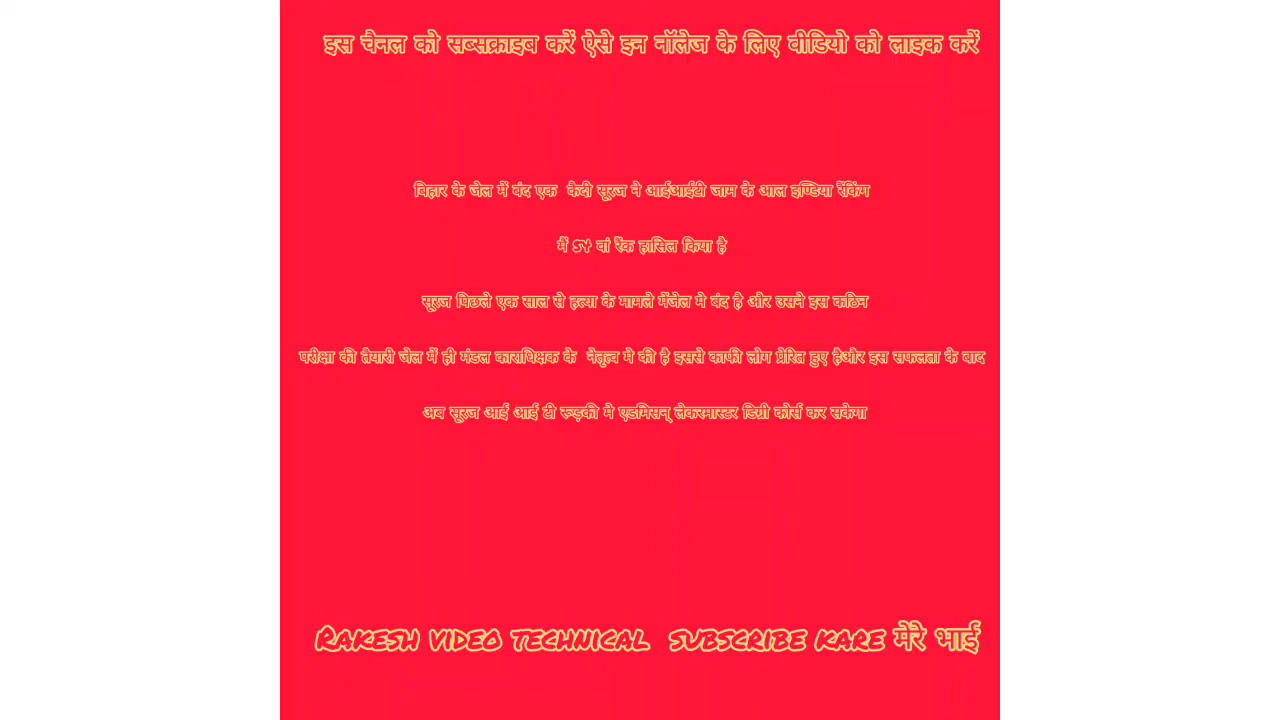 इस चैनल को सब्सक्राइब करें ऐसे इन नॉलेज के लिए वीडियो को लाइक करें
बिहार के जेल में बंद एक कैदी सूरज ने आईआईटी जाम के आल इण्डिया रैंकिंग
में 54 वां रैंक हासिल किया है
सूरज पिछले एक साल से हत्या के मामले मेंजेल मे बंद है और उसने इस कठिन
परीक्षा की तैयारी जेल में ही मंडल काराधिक्षक के नेतृत्व मे की है इससे काफी लोग प्रेरित हुए हैऔर इस सफलता के बाद
अब सूरज आई आई टी रूड़की मे एडमिसन् लेकरमास्टर डिग्री कोर्स कर सकेगा
RAKESH VIDEO TECHNICAL SUBSCRIBE KARE मेरे भाई